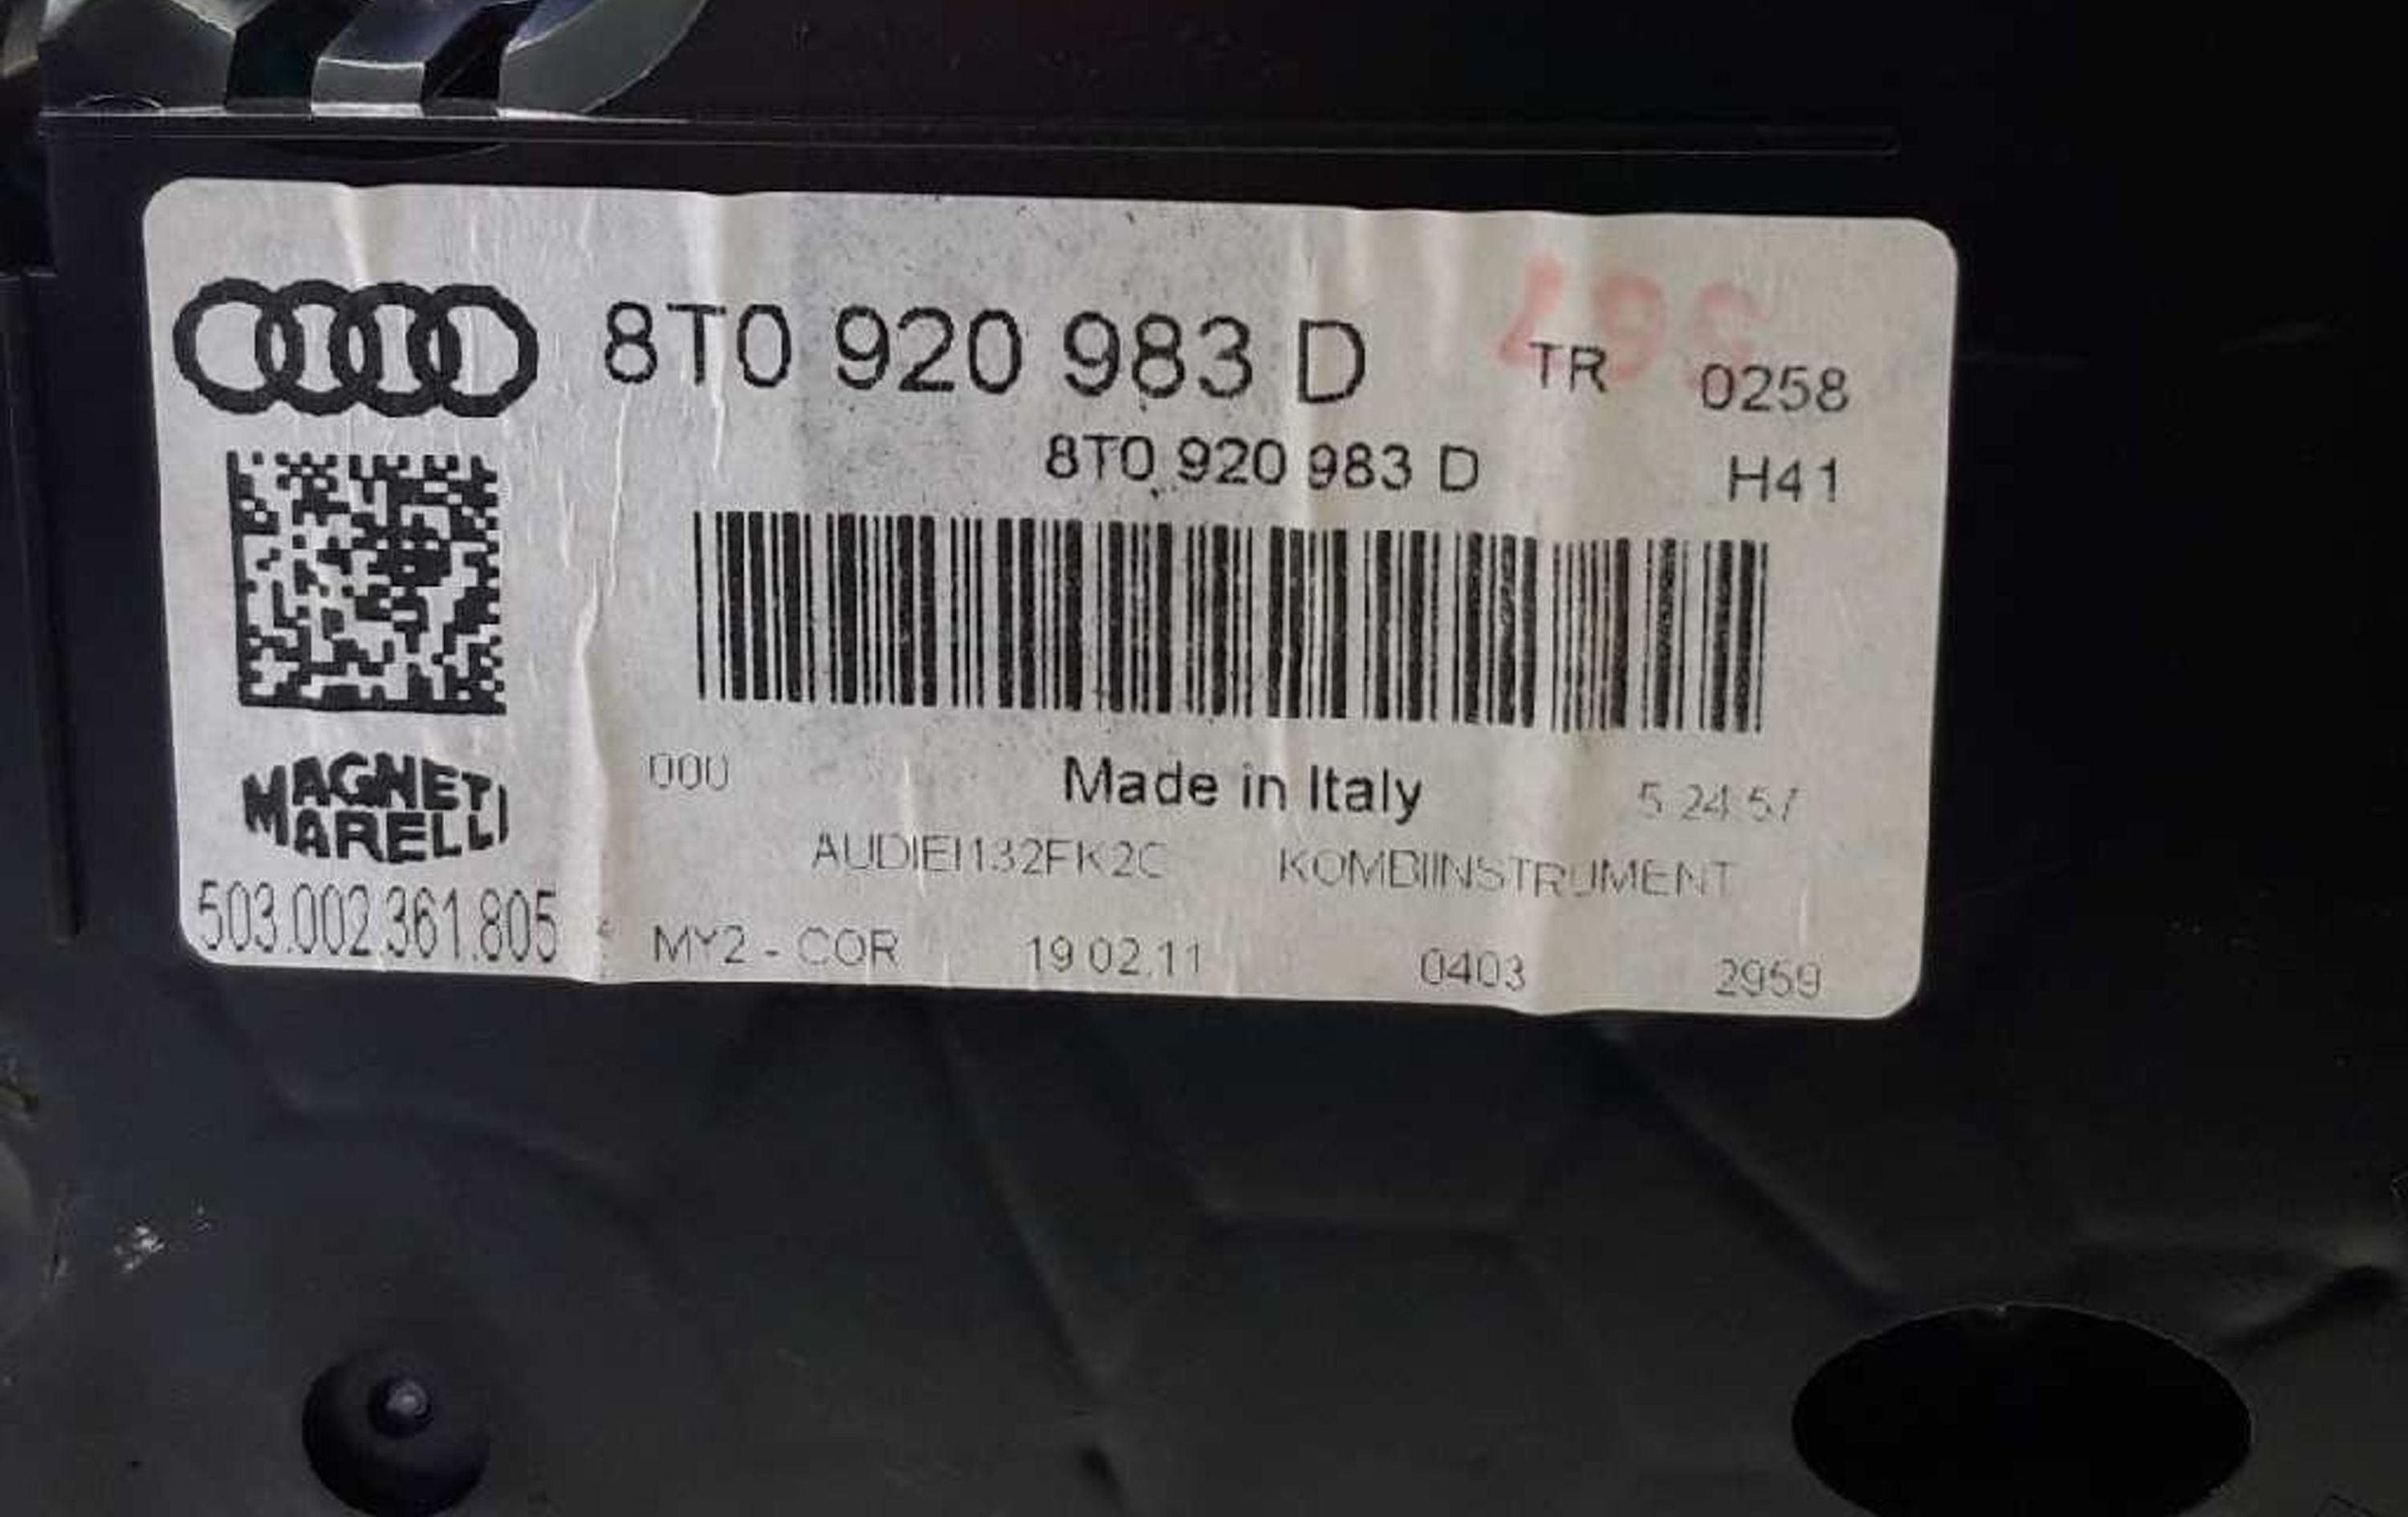 8T0 920 983 D TR 0258
8T0 920 983 D H41
MAGNETI
MARELLI
503.002.361.805
000 Made in Italy 5 24 57
AUDIEI132FK2C KOMBIINSTRUMENT
MY2 - COR 19 02.11 0403 2959